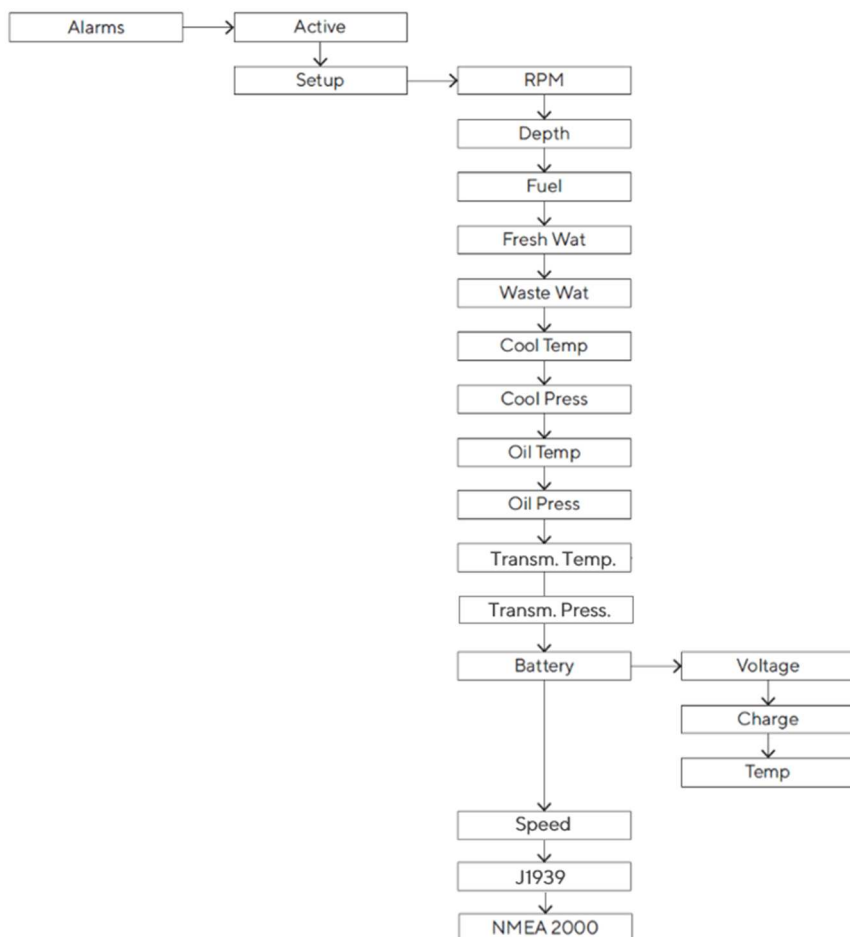 Alarms
Active
Setup
RPM
Depth
Fuel
Fresh Wat
Waste Wat
Cool Temp
Cool Press
Oil Temp
Oil Press
Transm. Temp.
Transm. Press.
Battery
Voltage
Charge
Temp
Speed
J1939
NMEA 2000